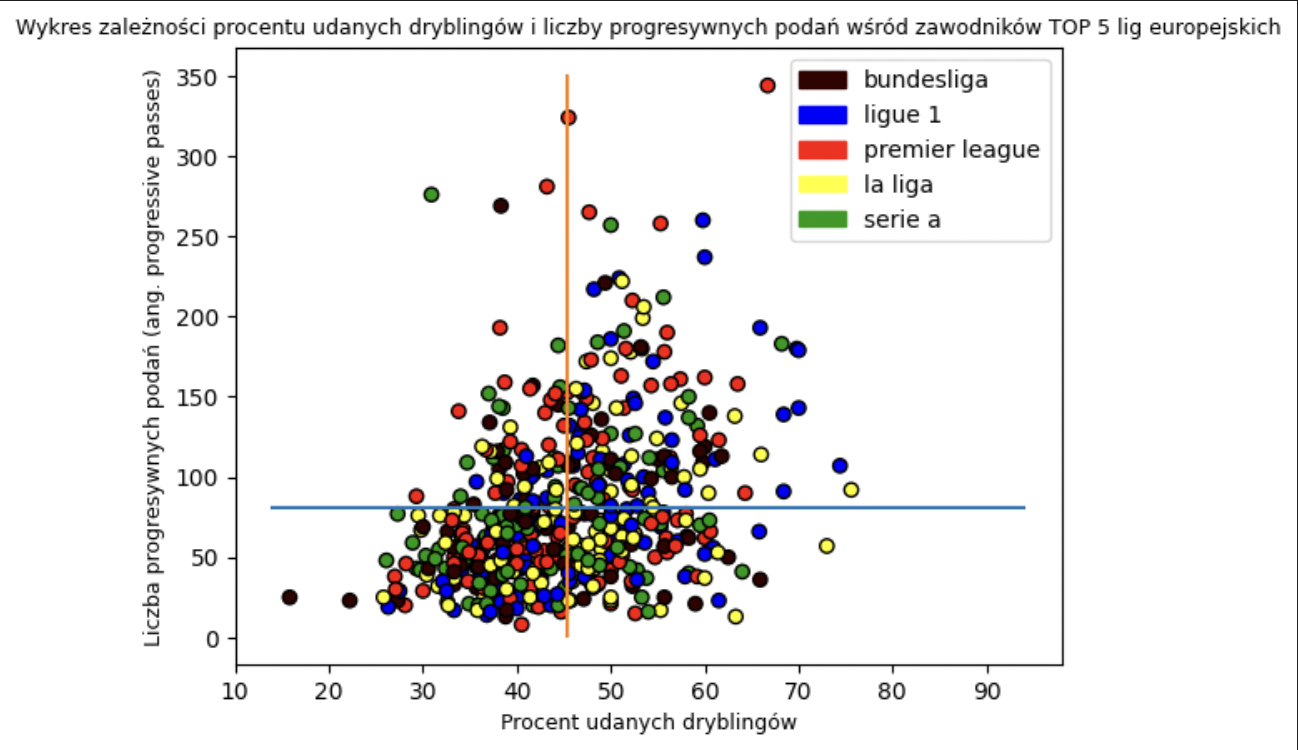 Wykres zależności procentu udanych dryblingów i liczby progresywnych podań wśród zawodników TOP 5 lig europejskich
Liczba progresywnych podań (ang. progressive passes)
350
300
250
200
150
100
50
0
bundesliga
ligue 1
premier league
la liga
serie a
10 20 30 40 50 60 70 80 90
Procent udanych dryblingów